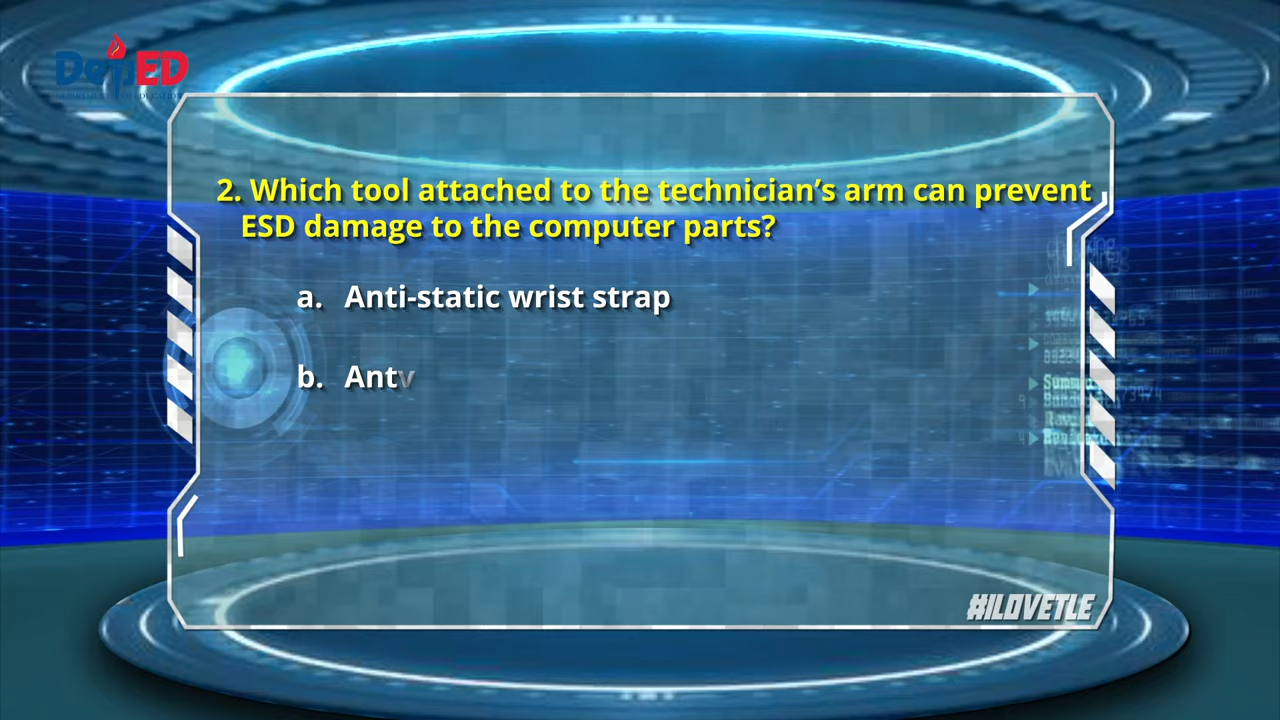 DepED
2. Which tool attached to the technician’s arm can prevent
ESD damage to the computer parts?
a. Anti-static wrist strap
b. Antv
#ILOVETLE